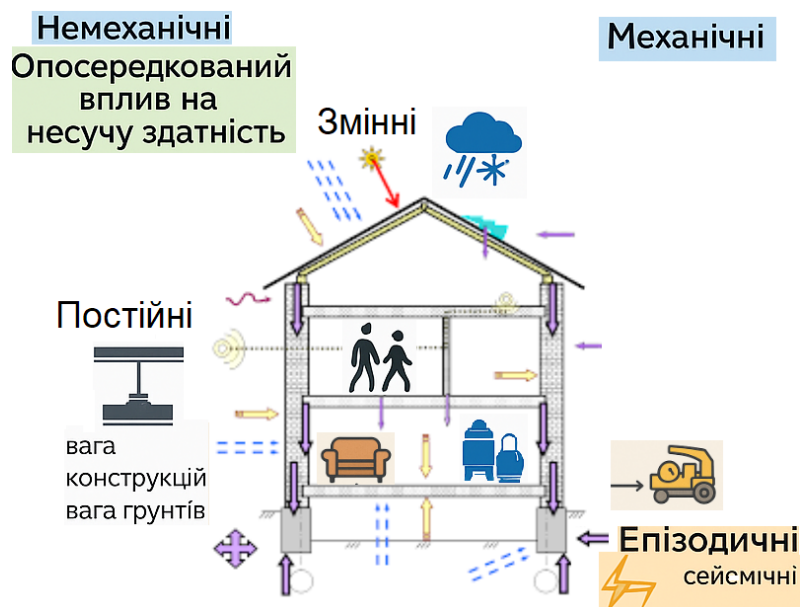 Немеханічні
Опосередкований
вплив на
несучу здатність
Механічні
Змінні
Постійні
вага
конструкцій
вага грунтів
Епізодичні
сейсмічні